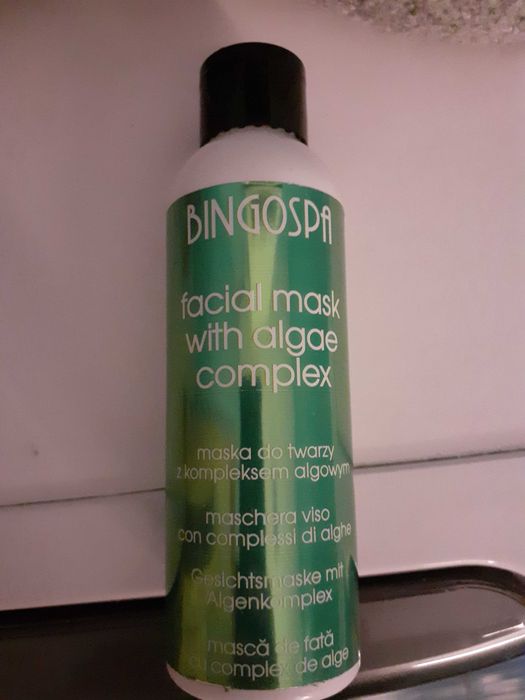 BINGOSPA
facial mask
with algae
complex
maska do twarzy
z kompleksem algowym
maschera viso
con complessi di alghe
Gesichtsmaske mit
Algenkomplex
mască de fată
cu complex de alge